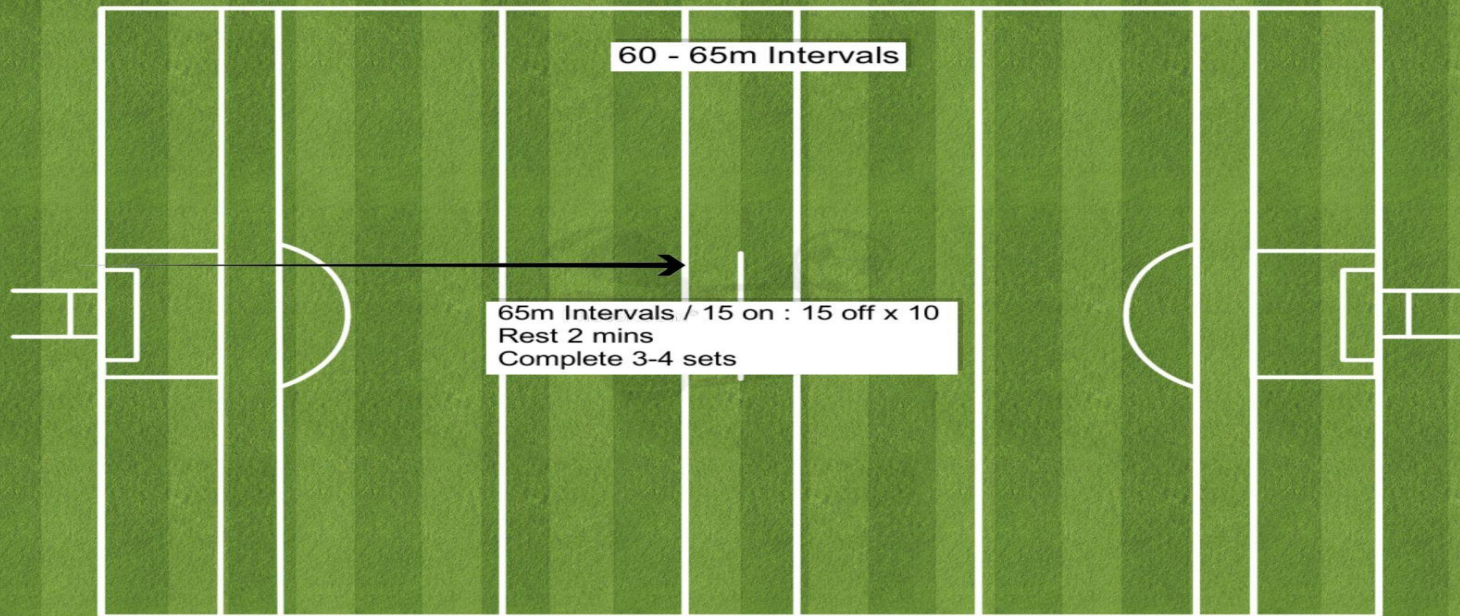 60 - 65m Intervals
65m Intervals / 15 on : 15 off x 10
Rest 2 mins
Complete 3-4 sets